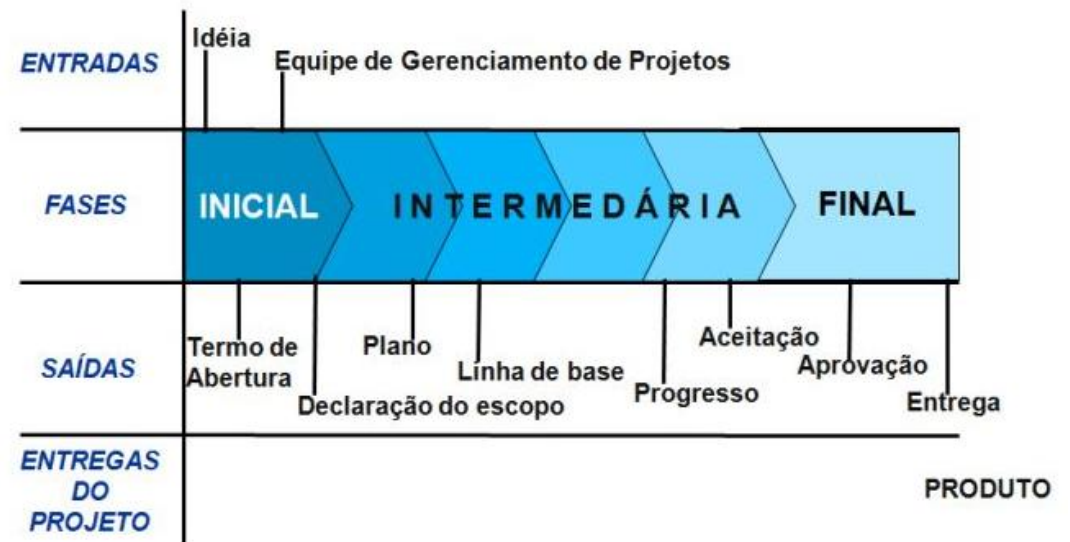 Idéia
ENTRADAS
Equipe de Gerenciamento de Projetos
FASES
INICIAL
INTERMEDÁRIA
FINAL
SAÍDAS
Termo de
Abertura
Declaração do escopo
Plano
Linha de base
Progresso
Aceitação
Aprovação
Entrega
ENTREGAS
DO
PROJETO
PRODUTO